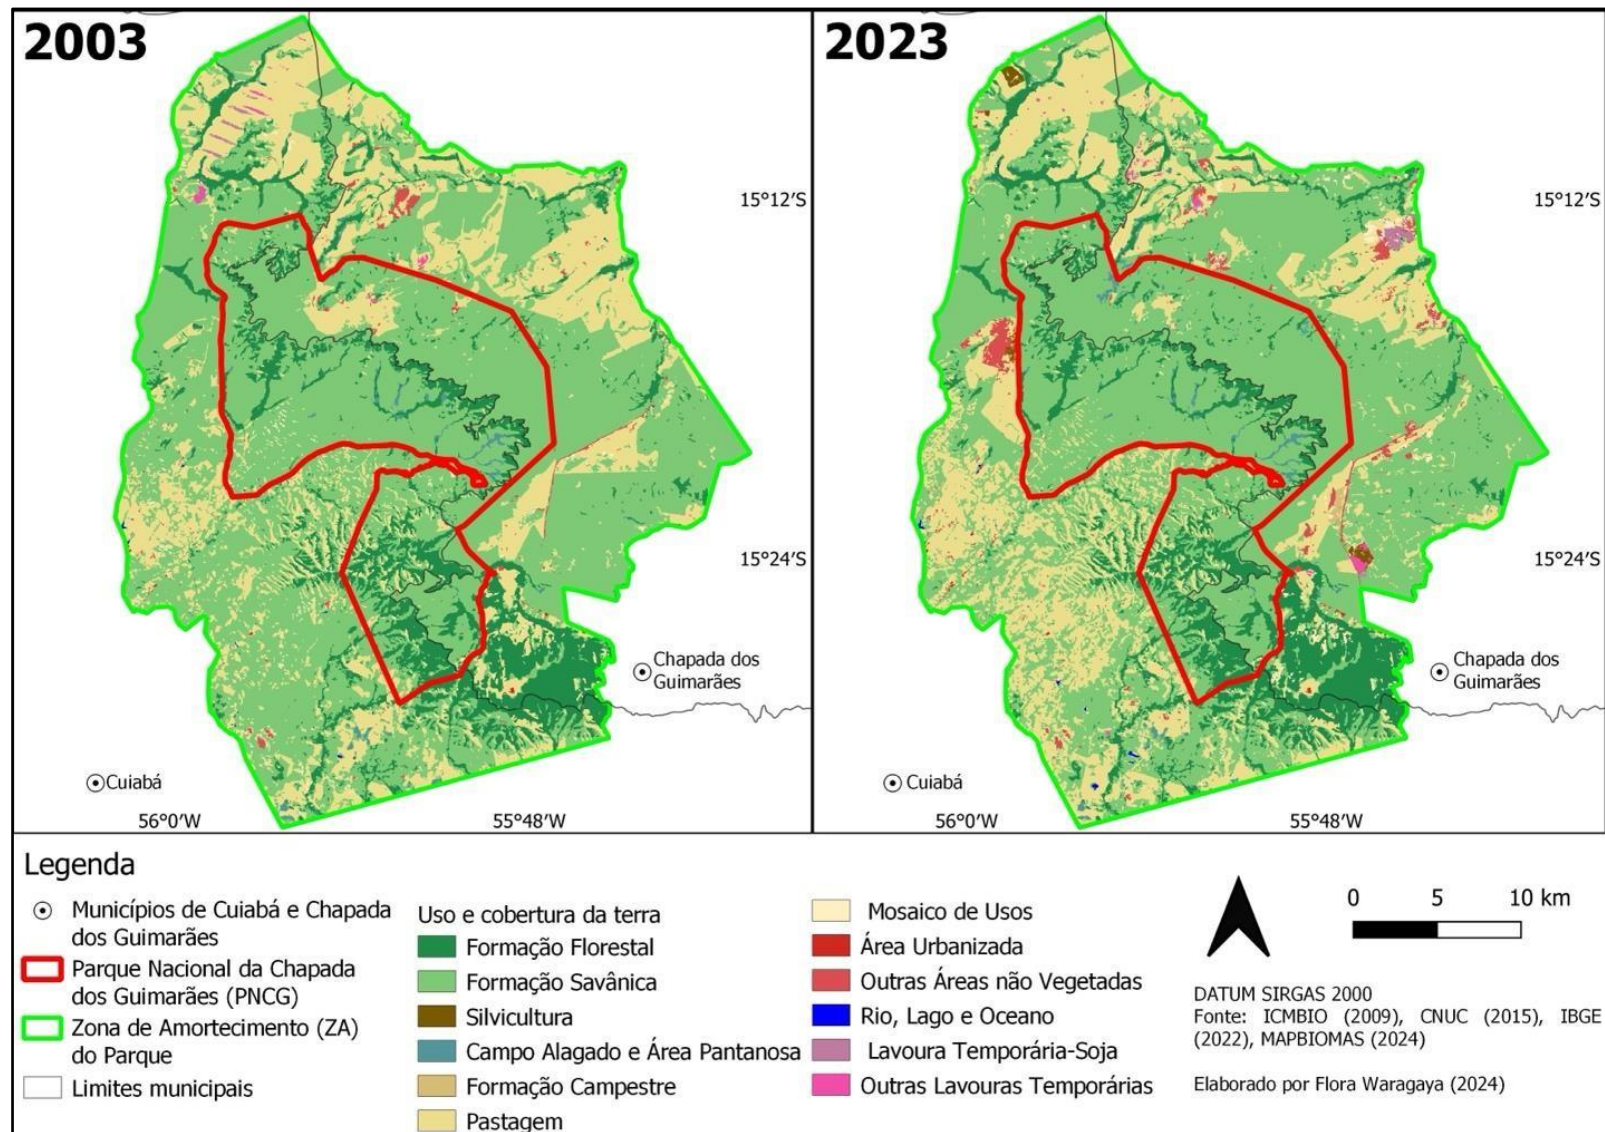 2003
15°12'S
15°24'S
Chapada dos
Guimarães
Cuiabá
56°0'W
55°48'W
2023
15°12'S
15°24'S
Chapada dos
Guimarães
Cuiabá
56°0'W
55°48'W
Legenda
Municípios de Cuiabá e Chapada
dos Guimarães
Parque Nacional da Chapada
dos Guimarães (PNCG)
Zona de Amortecimento (ZA)
do Parque
Limites municipais
Uso e cobertura da terra
Formação Florestal
Formação Savânica
Silvicultura
Campo Alagado e Área Pantanosa
Formação Campestre
Pastagem
Mosaico de Usos
Área Urbanizada
Outras Áreas não Vegetadas
Rio, Lago e Oceano
Lavoura Temporária-Soja
Outras Lavouras Temporárias
0 5 10 km
DATUM SIRGAS 2000
Fonte: ICMBIO (2009), CNUC (2015), IBGE
(2022), MAPBIOMAS (2024)
Elaborado por Flora Waragaya (2024)